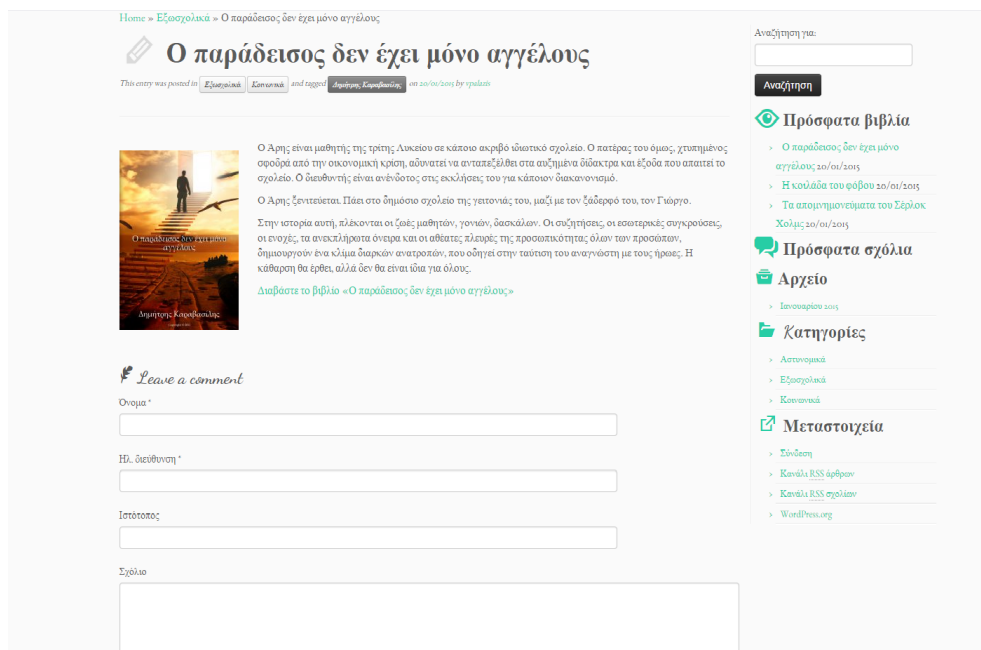 Home » Εξωσχολικά » Ο παράδεισος δεν έχει μόνο αγγέλους
Ο παράδεισος δεν έχει μόνο αγγέλους
This entry was posted in Εξωσχολικά Κοινωνικά and tagged Δημήτρης Καραβασίλης on 20/01/2015 by vpalazis
Ο Άρης είναι μαθητής της τρίτης Λυκείου σε κάποιο ακριβό ιδιωτικό σχολείο. Ο πατέρας του όμως, χτυπημένος
σφοδρά από την οικονομική κρίση, αδυνατεί να ανταπεξέλθει στα αυξημένα δίδακτρα και έξοδα που απαιτεί το
σχολείο. Ο διευθυντής είναι ανένδοτος στις εκκλήσεις του για κάποιον διακανονισμό.
Ο Άρης ξενιτεύεται. Πάει στο δημόσιο σχολείο της γειτονιάς του, μαζί με τον ξάδερφό του, τον Γιώργο.
Στην ιστορία αυτή, πλέκονται οι ζωές μαθητών, γονιών, δασκάλων. Οι συζητήσεις, οι εσωτερικές συγκρούσεις,
οι ενοχές, τα ανεκπλήρωτα όνειρα και οι αθέατες πλευρές της προσωπικότητας όλων των προσώπων,
δημιουργούν ένα κλίμα διαρκών ανατροπών, που οδηγεί στην ταύτιση του αναγνώστη με τους ήρωες. Η
κάθαρση θα έρθει, αλλά δεν θα είναι ίδια για όλους.
Διαβάστε το βιβλίο «Ο παράδεισος δεν έχει μόνο αγγέλους»
Ο παράδεισος δεν έχει μόνο
αγγέλους
Δημήτρης Καραβασίλης
Leave a comment
Όνομα *
Ηλ. διεύθυνση *
Ιστότοπος
Σχόλιο
Αναζήτηση για:
Αναζήτηση
Πρόσφατα βιβλία
Ο παράδεισος δεν έχει μόνο
αγγέλους 20/01/2015
Η κοιλάδα του φόβου 20/01/2015
Τα απομνημονεύματα του Σέρλοκ
Χολμς 20/01/2015
Πρόσφατα σχόλια
Αρχείο
Ιανουαρίου 2015
Κατηγορίες
Αστυνομικά
Εξωσχολικά
Κοινωνικά
Μεταστοιχεία
Σύνδεση
Κανάλι RSS άρθρων
Κανάλι RSS σχολίων
WordPress.org